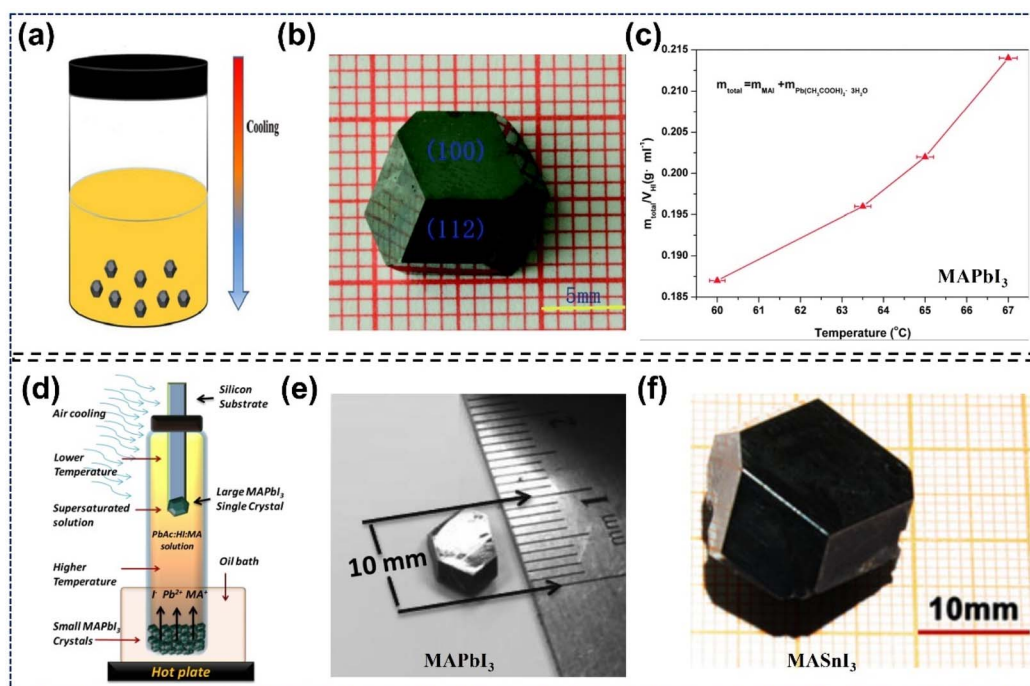 (a)
Cooling
(b)
(100)
(112)
5mm
(c)
m_total =m_MAI +m_Pb(CH₃COOH)₂· 3H₂O
m_total/V_HI(g· ml⁻¹)
0.215
0.210
0.205
0.200
0.195
0.190
0.185
60 61 62 63 64 65 66 67
Temperature (°C)
MAPbI₃
(d)
Silicon
Substrate
Air cooling
Lower
Temperature
Supersaturated
solution
Large MAPbI₃
Single Crystal
PbAc:HI:MA
solution
Higher
Temperature
Oil bath
I⁻ Pb²⁺ MA⁺
Small MAPbI₃
Crystals
Hot plate
(e)
10 mm
1
mm
MAPbI₃
(f)
10mm
MASnI₃